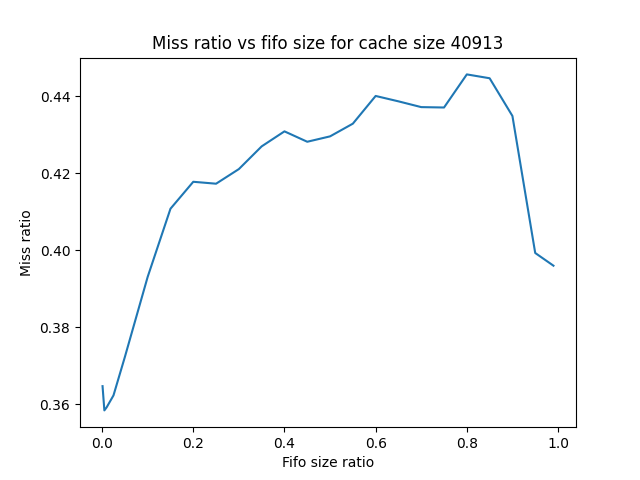 Miss ratio vs fifo size for cache size 40913
Miss ratio
0.44
0.42
0.40
0.38
0.36
0.0 0.2 0.4 0.6 0.8 1.0
Fifo size ratio